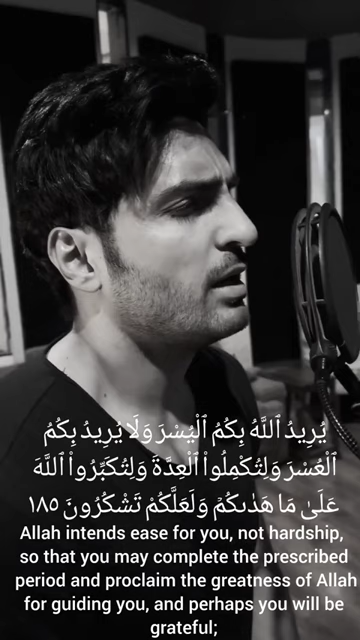 يُرِيدُ ٱللَّهُ بِكُمُ ٱلْيُسْرَ وَلَا يُرِيدُ بِكُمُ
ٱلْعُسْرَ وَلِتُكْمِلُوا۟ ٱلْعِدَّةَ وَلِتُكَبِّرُوا۟ ٱللَّهَ
عَلَىٰ مَا هَدَىٰكُمْ وَلَعَلَّكُمْ تَشْكُرُونَ ١٨٥
Allah intends ease for you, not hardship,
so that you may complete the prescribed
period and proclaim the greatness of Allah
for guiding you, and perhaps you will be
grateful;